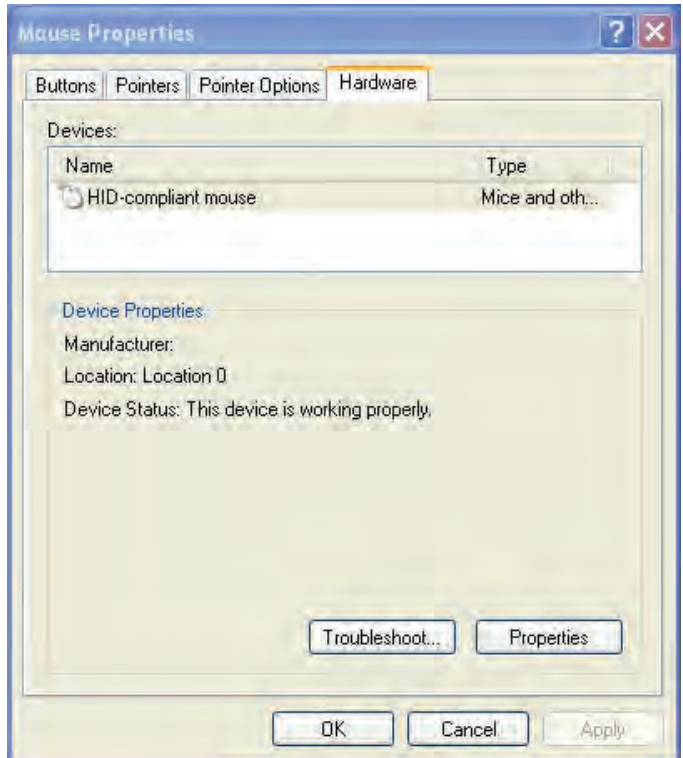 Mouse Properties
?
Buttons Pointers Pointer Options Hardware
Devices:
Name Type
HID-compliant mouse Mice and oth...
Device Properties
Manufacturer:
Location: Location 0
Device Status: This device is working properly.
Troubleshoot... Properties
OK Cancel Apply